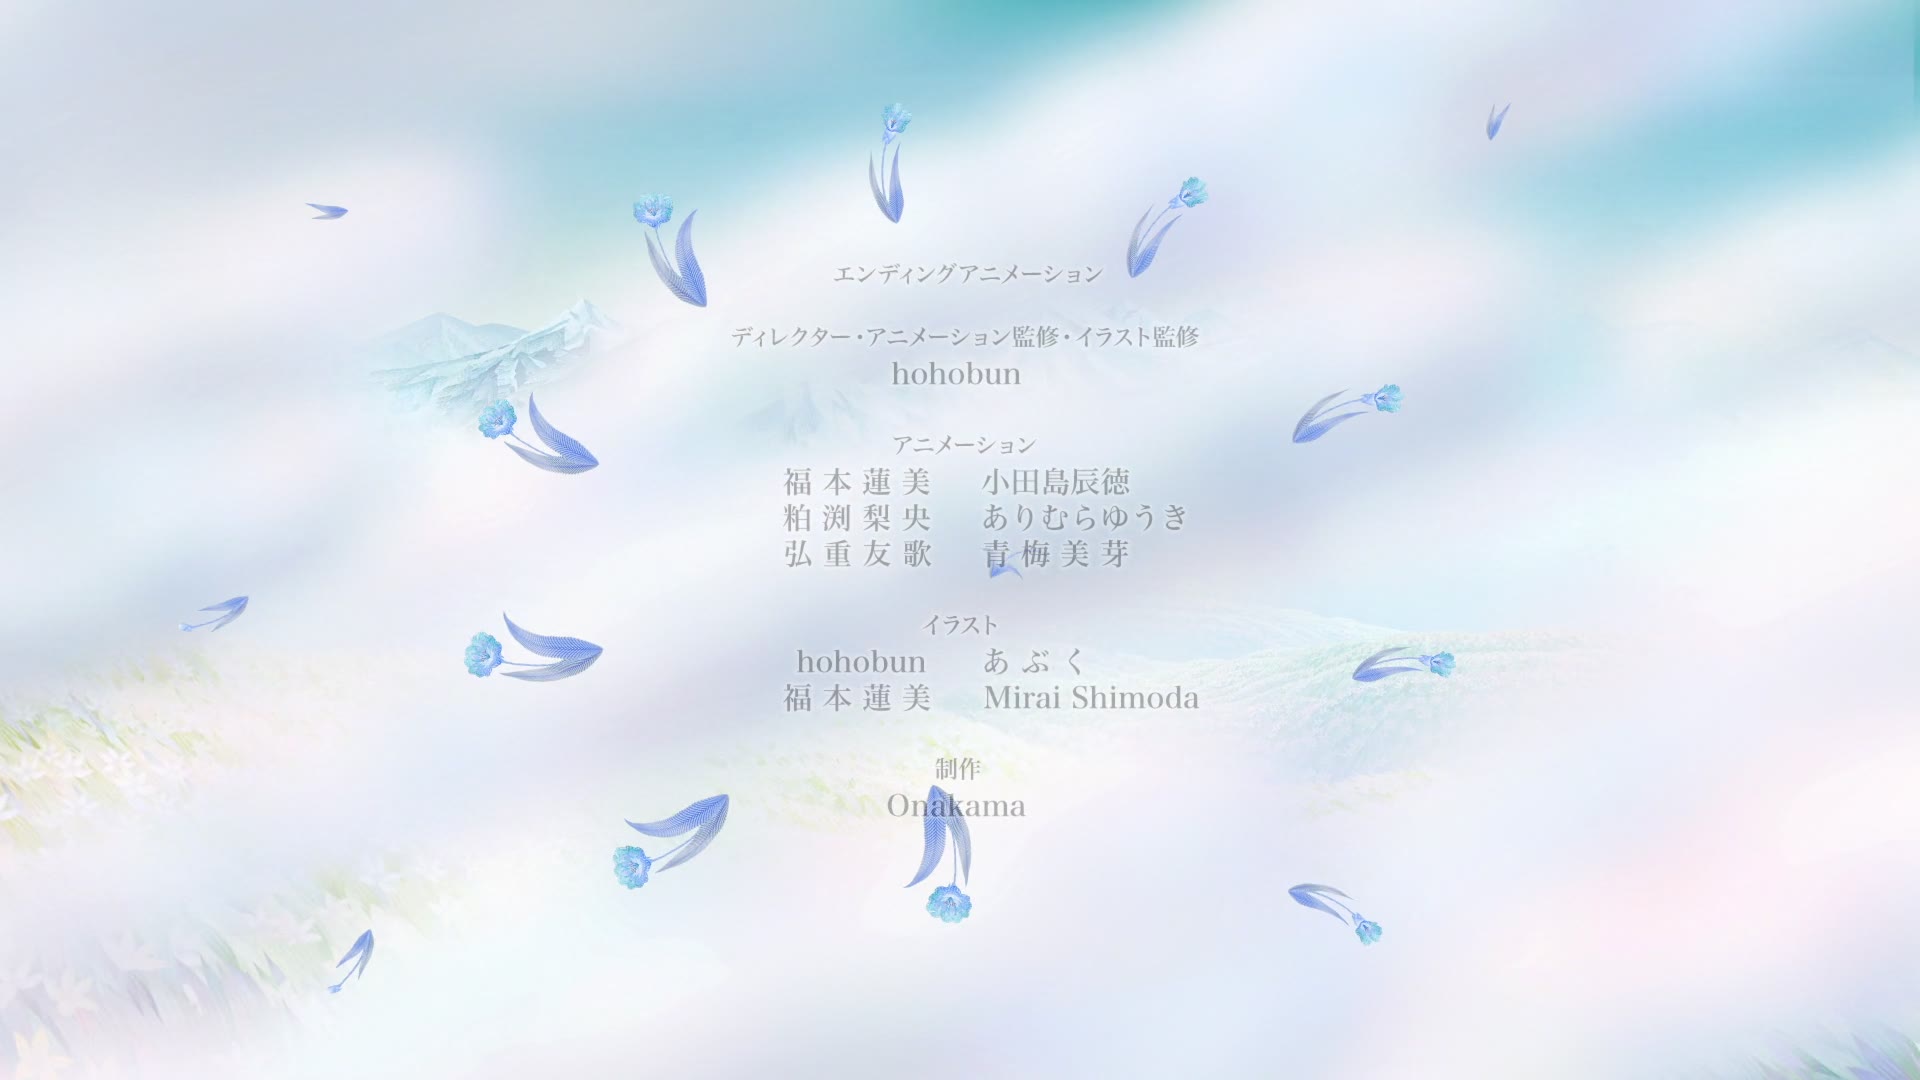 エンディングアニメーション
ディレクター・アニメーション監修・イラスト監修
hohobun
アニメーション
福本蓮美 小田島辰徳
粕渕梨央 ありむらゆうき
弘重友歌 青梅美芽
イラスト
hohobun あぶく
福本蓮美 Mirai Shimoda
制作
Onakama